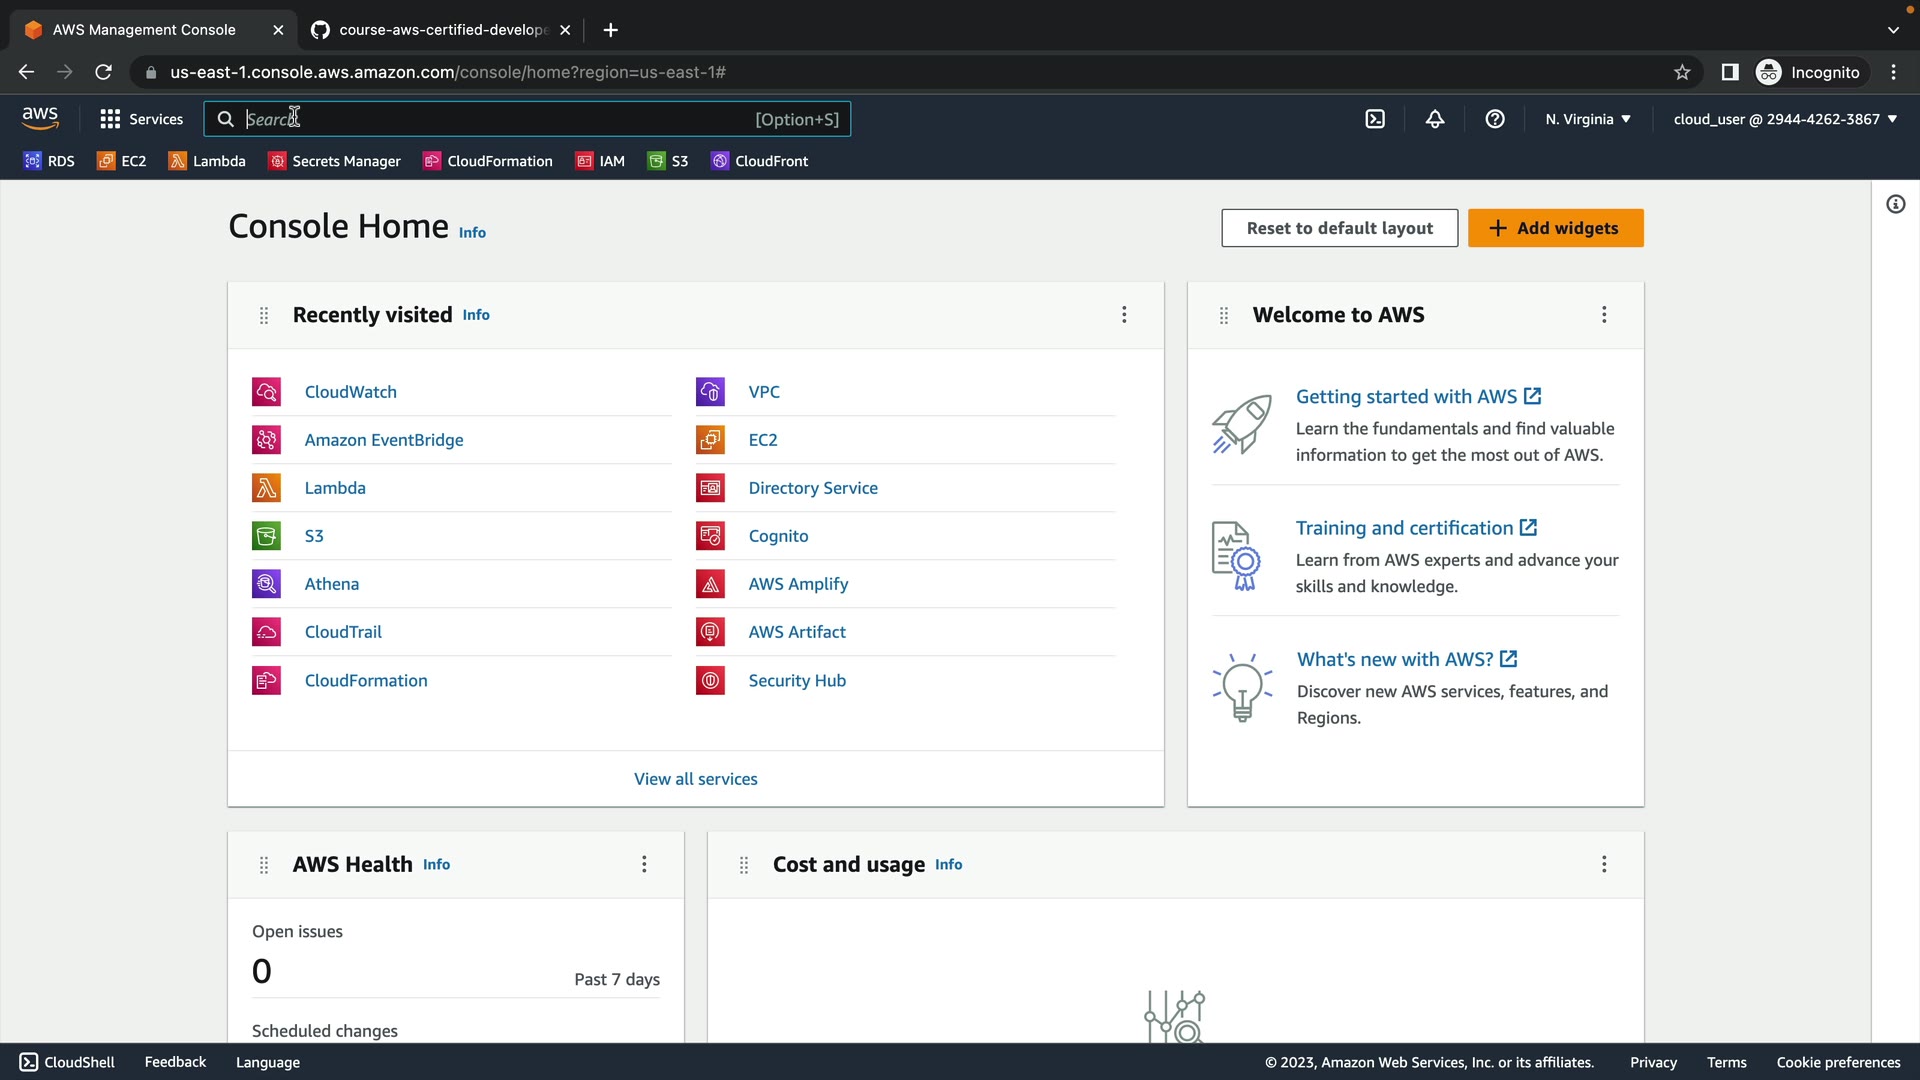 AWS Management Console
course-aws-certified-develope
us-east-1.console.aws.amazon.com/console/home?region=us-east-1#
Incognito
aws
Services
Search
[Option+S]
N. Virginia
cloud_user @ 2944-4262-3867
RDS
EC2
Lambda
Secrets Manager
CloudFormation
IAM
S3
CloudFront
Console Home Info
Reset to default layout
Add widgets
Recently visited Info
CloudWatch
Amazon EventBridge
Lambda
S3
Athena
CloudTrail
CloudFormation
VPC
EC2
Directory Service
Cognito
AWS Amplify
AWS Artifact
Security Hub
View all services
Welcome to AWS
Getting started with AWS
Learn the fundamentals and find valuable
information to get the most out of AWS.
Training and certification
Learn from AWS experts and advance your
skills and knowledge.
What's new with AWS?
Discover new AWS services, features, and
Regions.
AWS Health Info
Open issues
0
Past 7 days
Scheduled changes
Cost and usage Info
CloudShell
Feedback
Language
© 2023, Amazon Web Services, Inc. or its affiliates.
Privacy
Terms
Cookie preferences